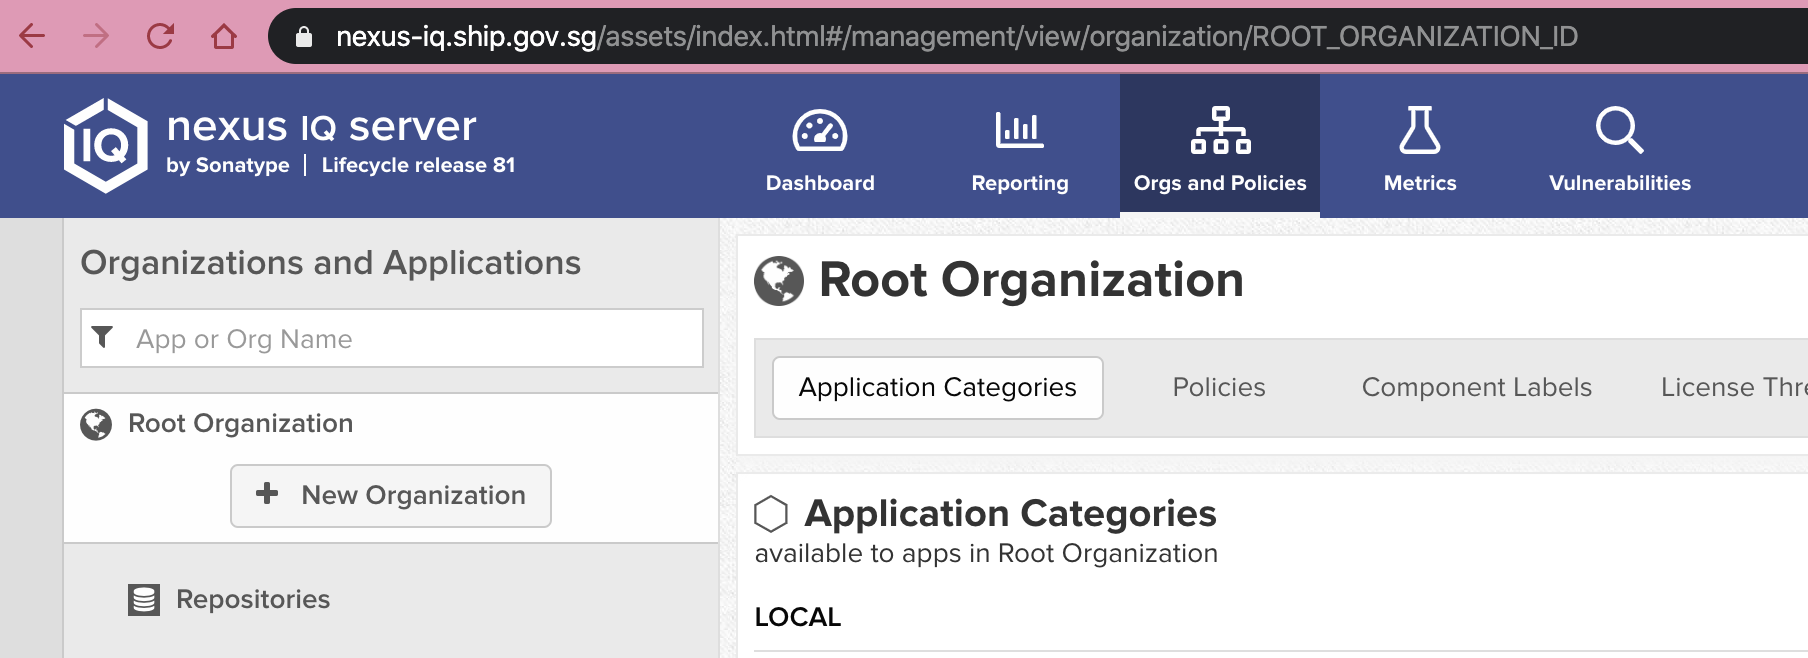 nexus-iq.ship.gov.sg/assets/index.html#/management/view/organization/ROOT_ORGANIZATION_ID
IQ
nexus IQ server
by Sonatype | Lifecycle release 81
Dashboard
Reporting
Orgs and Policies
Metrics
Vulnerabilities
Organizations and Applications
App or Org Name
Root Organization
+ New Organization
Repositories
Root Organization
Application Categories
Policies
Component Labels
License Thre
Application Categories
available to apps in Root Organization
LOCAL